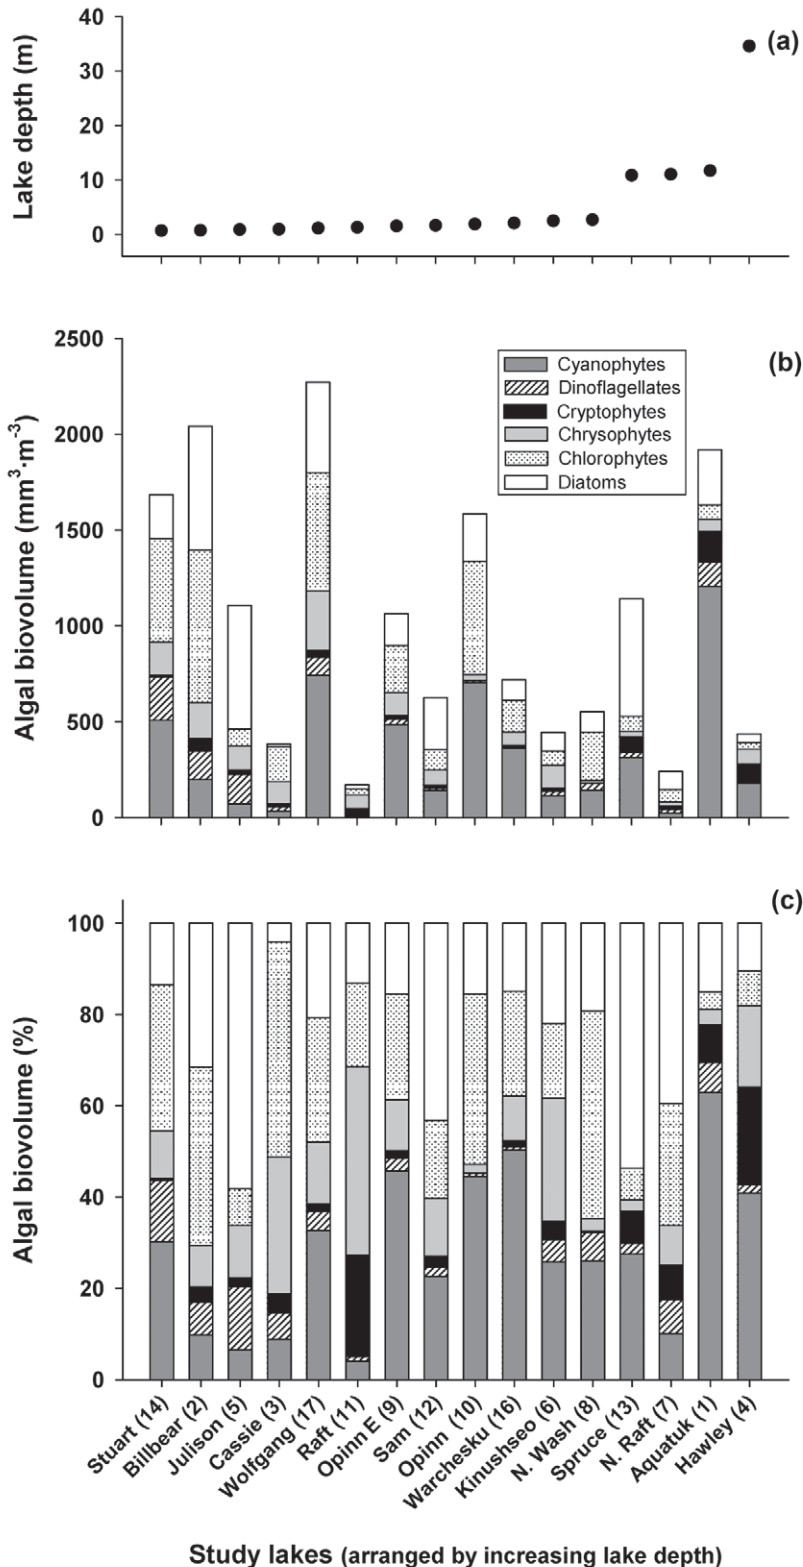 40
30
20
10
0
Lake depth (m)
(a)
2500
2000
1500
1000
500
0
Algal biovolume (mm³·m⁻³)
(b)
Cyanophytes
Dinoflagellates
Cryptophytes
Chrysophytes
Chlorophytes
Diatoms
(c)
100
80
60
40
20
0
Algal biovolume (%)
Stuart (14)
Billbear (2)
Julison (5)
Cassie (3)
Wolfgang (17)
Raft (11)
Opinn E (9)
Sam (12)
Opinn (10)
Warchesku (16)
Kinushseo (6)
N. Wash (8)
Spruce (13)
N. Raft (7)
Aquatuk (1)
Hawley (4)
Study lakes (arranged by increasing lake depth)